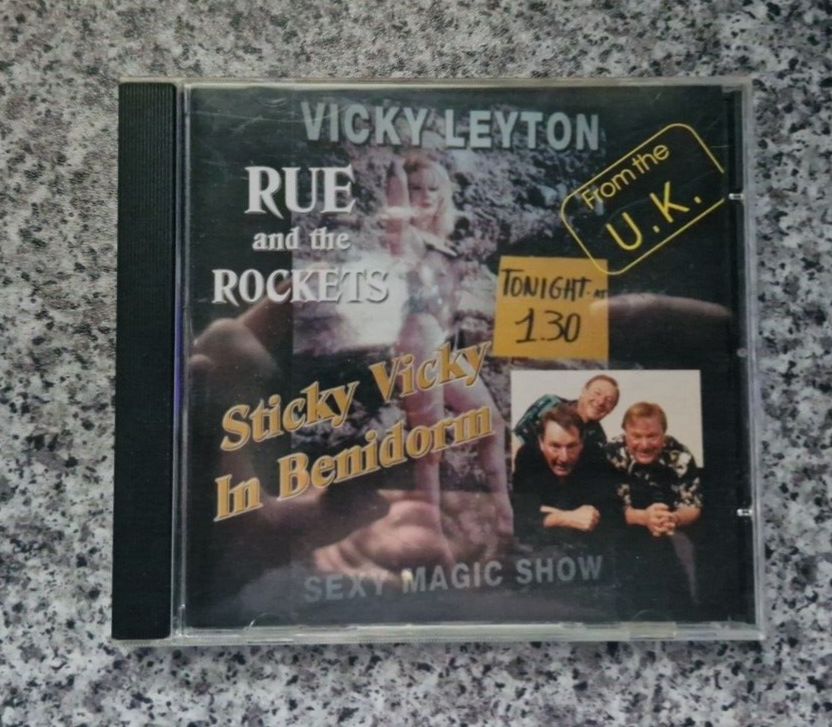 VICKY LEYTON
RUE
and the
ROCKETS
From the
U.K.
TONIGHT AT
1.30
Sticky Vicky
In Benidorm
SEXY MAGIC SHOW